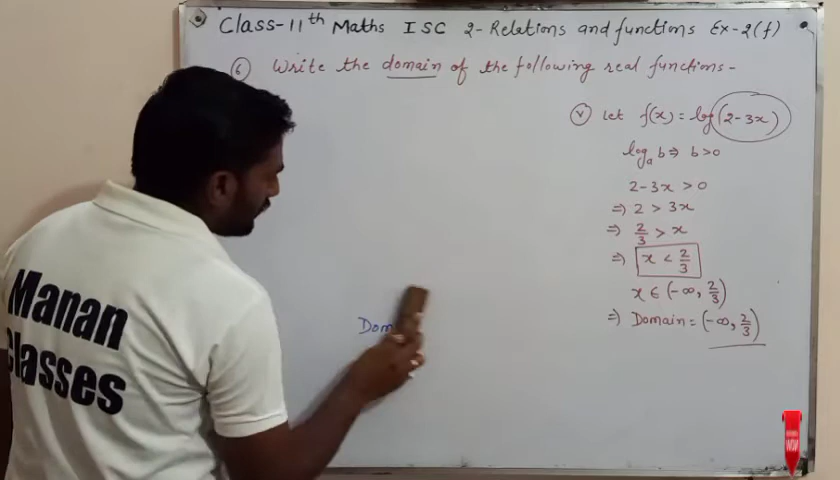 Class-11th Maths ISC 2-Relations and functions Ex-2(f)
(6) Write the domain of the following real functions-
(v) let f(x) = log(2-3x)
log_a b ⇒ b>0
2-3x > 0
⇒ 2 > 3x
⇒ 2/3 > x
⇒ x < 2/3
x ∈ (-∞, 2/3)
⇒ Domain = (-∞, 2/3)
Dom
Manan
Classes